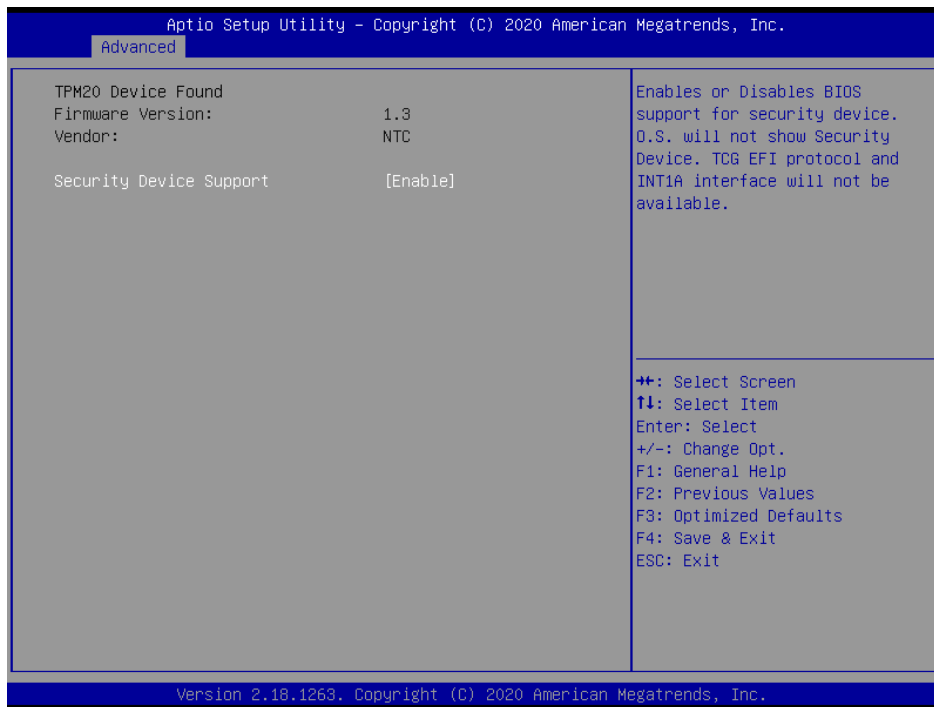 Aptio Setup Utility – Copyright (C) 2020 American Megatrends, Inc.
Advanced
TPM20 Device Found
Firmware Version: 1.3
Vendor: NTC
Security Device Support [Enable]
Enables or Disables BIOS
support for security device.
O.S. will not show Security
Device. TCG EFI protocol and
INT1A interface will not be
available.
→←: Select Screen
↑↓: Select Item
Enter: Select
+/-: Change Opt.
F1: General Help
F2: Previous Values
F3: Optimized Defaults
F4: Save & Exit
ESC: Exit
Version 2.18.1263. Copyright (C) 2020 American Megatrends, Inc.